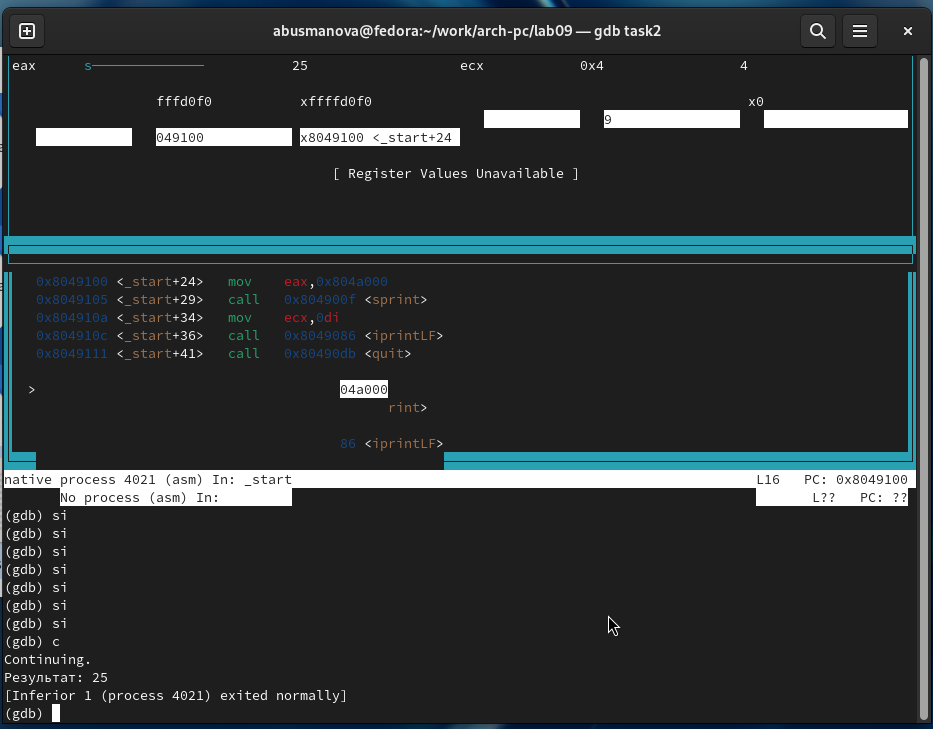 abusmanova@fedora:~/work/arch-pc/lab09 — gdb task2
eax s 25 ecx 0x4 4
fffd0f0 xffffd0f0 x0
9
049100 x8049100 <_start+24
[ Register Values Unavailable ]
0x8049100 <_start+24> mov eax,0x804a000
0x8049105 <_start+29> call 0x804900f <sprint>
0x804910a <_start+34> mov ecx,0di
0x804910c <_start+36> call 0x8049086 <iprintLF>
0x8049111 <_start+41> call 0x80490db <quit>
> 04a000
rint>
86 <iprintLF>
native process 4021 (asm) In: _start L16 PC: 0x8049100
No process (asm) In: L?? PC: ??
(gdb) si
(gdb) si
(gdb) si
(gdb) si
(gdb) si
(gdb) si
(gdb) si
(gdb) c
Continuing.
Результат: 25
[Inferior 1 (process 4021) exited normally]
(gdb)